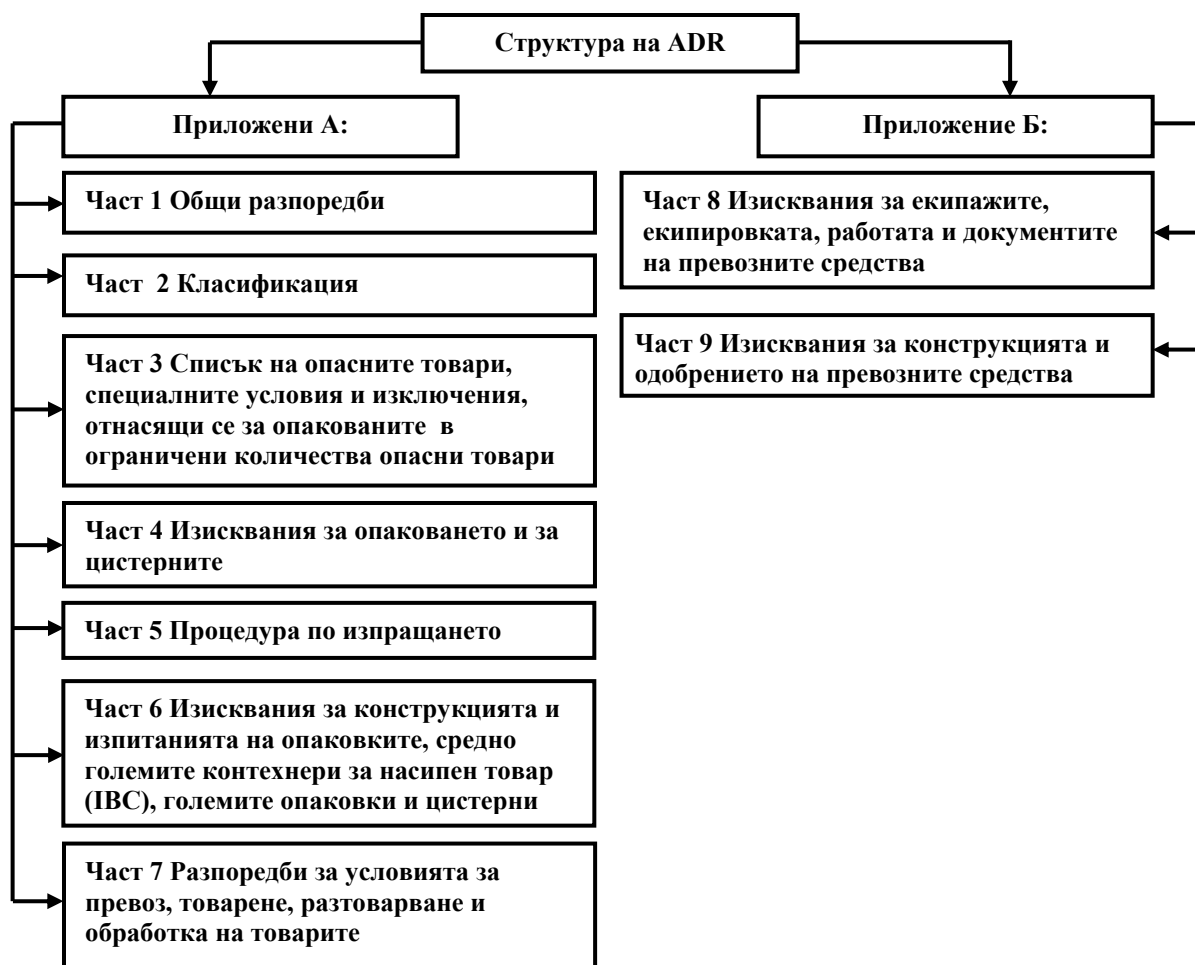 Структура на ADR
Приложени А:
Част 1 Общи разпоредби
Част 2 Класификация
Част 3 Списък на опасните товари,
специалните условия и изключения,
отнасящи се за опакованите в
ограничени количества опасни товари
Част 4 Изисквания за опаковането и за
цистерните
Част 5 Процедура по изпращането
Част 6 Изисквания за конструкцията и
изпитанията на опаковките, средно
големите контехнери за насипен товар
(IBC), големите опаковки и цистерни
Част 7 Разпоредби за условията за
превоз, товарене, разтоварване и
обработка на товарите
Приложение Б:
Част 8 Изисквания за екипажите,
екипировката, работата и документите
на превозните средства
Част 9 Изисквания за конструкцията и
одобрението на превозните средства